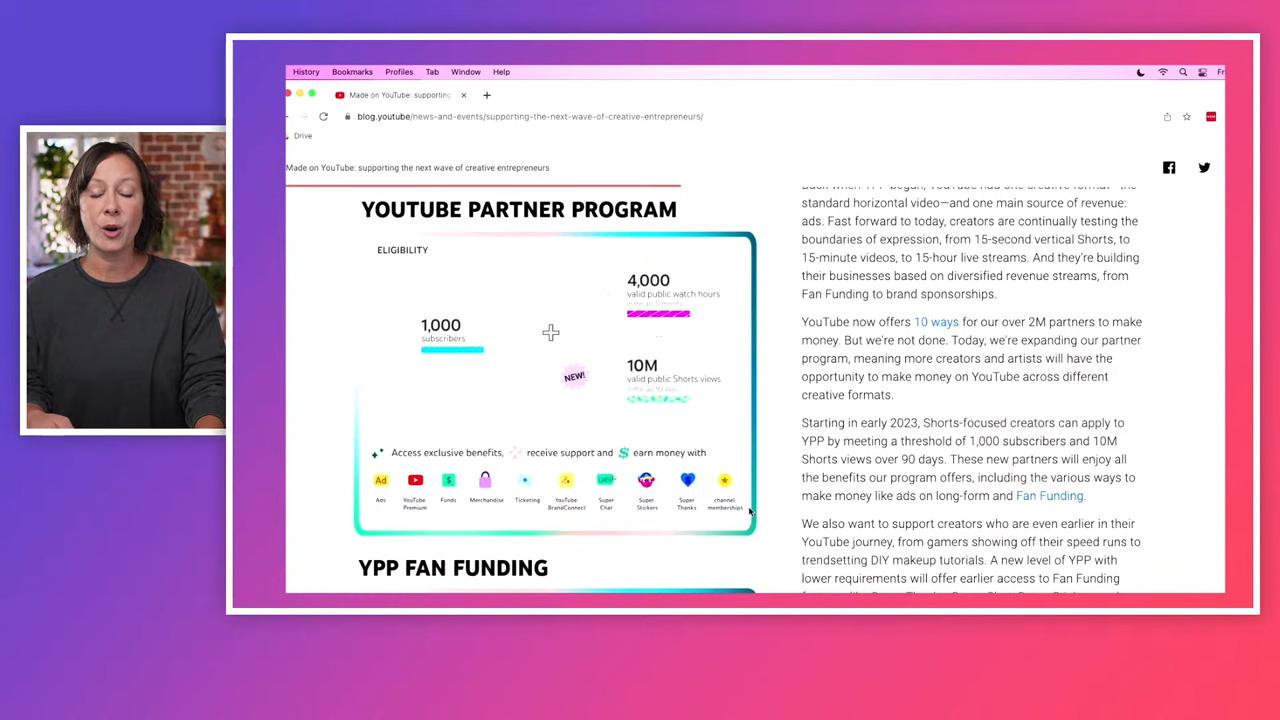 History Bookmarks Profiles Tab Window Help
Fr
Made on YouTube: supporting
blog.youtube/news-and-events/supporting-the-next-wave-of-creative-entrepreneurs/
Drive
Made on YouTube: supporting the next wave of creative entrepreneurs
YOUTUBE PARTNER PROGRAM
ELIGIBILITY
1,000
subscribers
4,000
valid public watch hours
NEW!
10M
valid public Shorts views
Access exclusive benefits, receive support and $ earn money with
Ad
Ads
YouTube Premium
Funds
Merchandise
Ticketing
YouTube BrandConnect
Super Chat
Super Stickers
Super Thanks
channel memberships
YPP FAN FUNDING
standard horizontal video—and one main source of revenue:
ads. Fast forward to today, creators are continually testing the
boundaries of expression, from 15-second vertical Shorts, to
15-minute videos, to 15-hour live streams. And they're building
their businesses based on diversified revenue streams, from
Fan Funding to brand sponsorships.
YouTube now offers 10 ways for our over 2M partners to make
money. But we're not done. Today, we're expanding our partner
program, meaning more creators and artists will have the
opportunity to make money on YouTube across different
creative formats.
Starting in early 2023, Shorts-focused creators can apply to
YPP by meeting a threshold of 1,000 subscribers and 10M
Shorts views over 90 days. These new partners will enjoy all
the benefits our program offers, including the various ways to
make money like ads on long-form and Fan Funding.
We also want to support creators who are even earlier in their
YouTube journey, from gamers showing off their speed runs to
trendsetting DIY makeup tutorials. A new level of YPP with
lower requirements will offer earlier access to Fan Funding